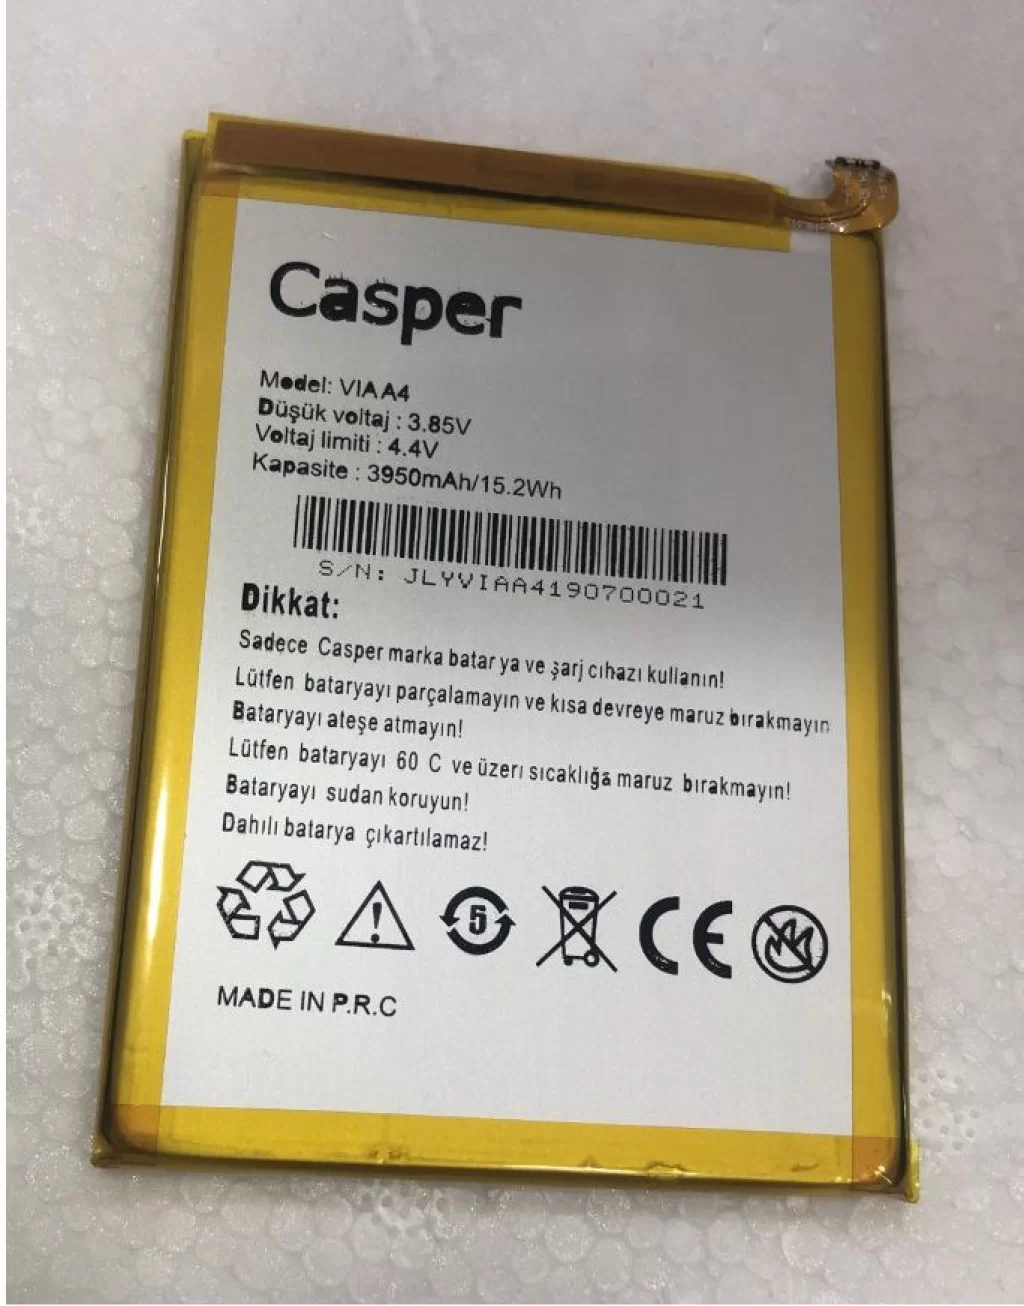 Casper
Model: VIA A4
Düşük voltaj : 3.85V
Voltaj limiti : 4.4V
Kapasite : 3950mAh/15.2Wh
S/N: JLYVIAA4190700021
Dikkat:
Sadece Casper marka batar ya ve şarj cıhazı kullanın!
Lütfen bataryayı parçalamayın ve kısa devreye maruz bırakmayın
Bataryayı ateşe atmayın!
Lütfen bataryayı 60 C ve üzerı sıcaklığa maruz bırakmayın!
Bataryayı sudan koruyun!
Dahılı batarya çıkartılamaz!
5
CE
MADE IN P.R.C